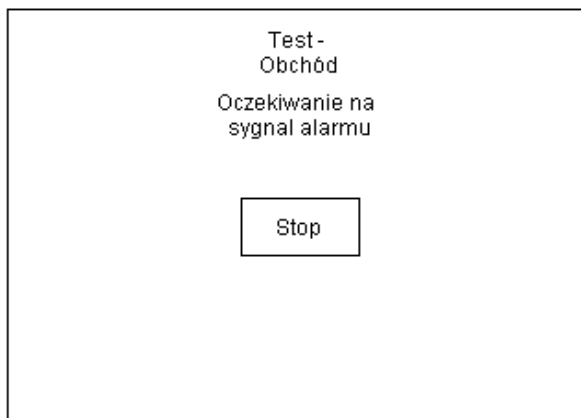 Test -
Obchód
Oczekiwanie na
sygnal alarmu
Stop